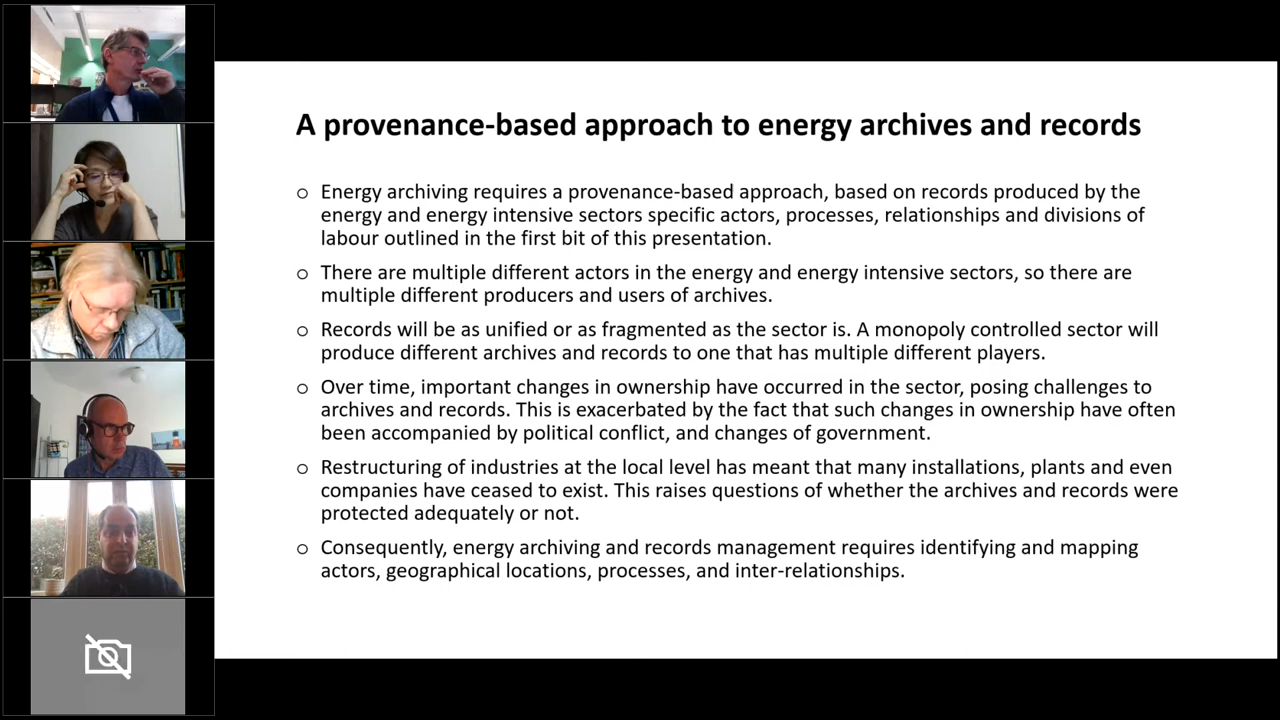 A provenance-based approach to energy archives and records
o Energy archiving requires a provenance-based approach, based on records produced by the
energy and energy intensive sectors specific actors, processes, relationships and divisions of
labour outlined in the first bit of this presentation.
o There are multiple different actors in the energy and energy intensive sectors, so there are
multiple different producers and users of archives.
o Records will be as unified or as fragmented as the sector is. A monopoly controlled sector will
produce different archives and records to one that has multiple different players.
o Over time, important changes in ownership have occurred in the sector, posing challenges to
archives and records. This is exacerbated by the fact that such changes in ownership have often
been accompanied by political conflict, and changes of government.
o Restructuring of industries at the local level has meant that many installations, plants and even
companies have ceased to exist. This raises questions of whether the archives and records were
protected adequately or not.
o Consequently, energy archiving and records management requires identifying and mapping
actors, geographical locations, processes, and inter-relationships.